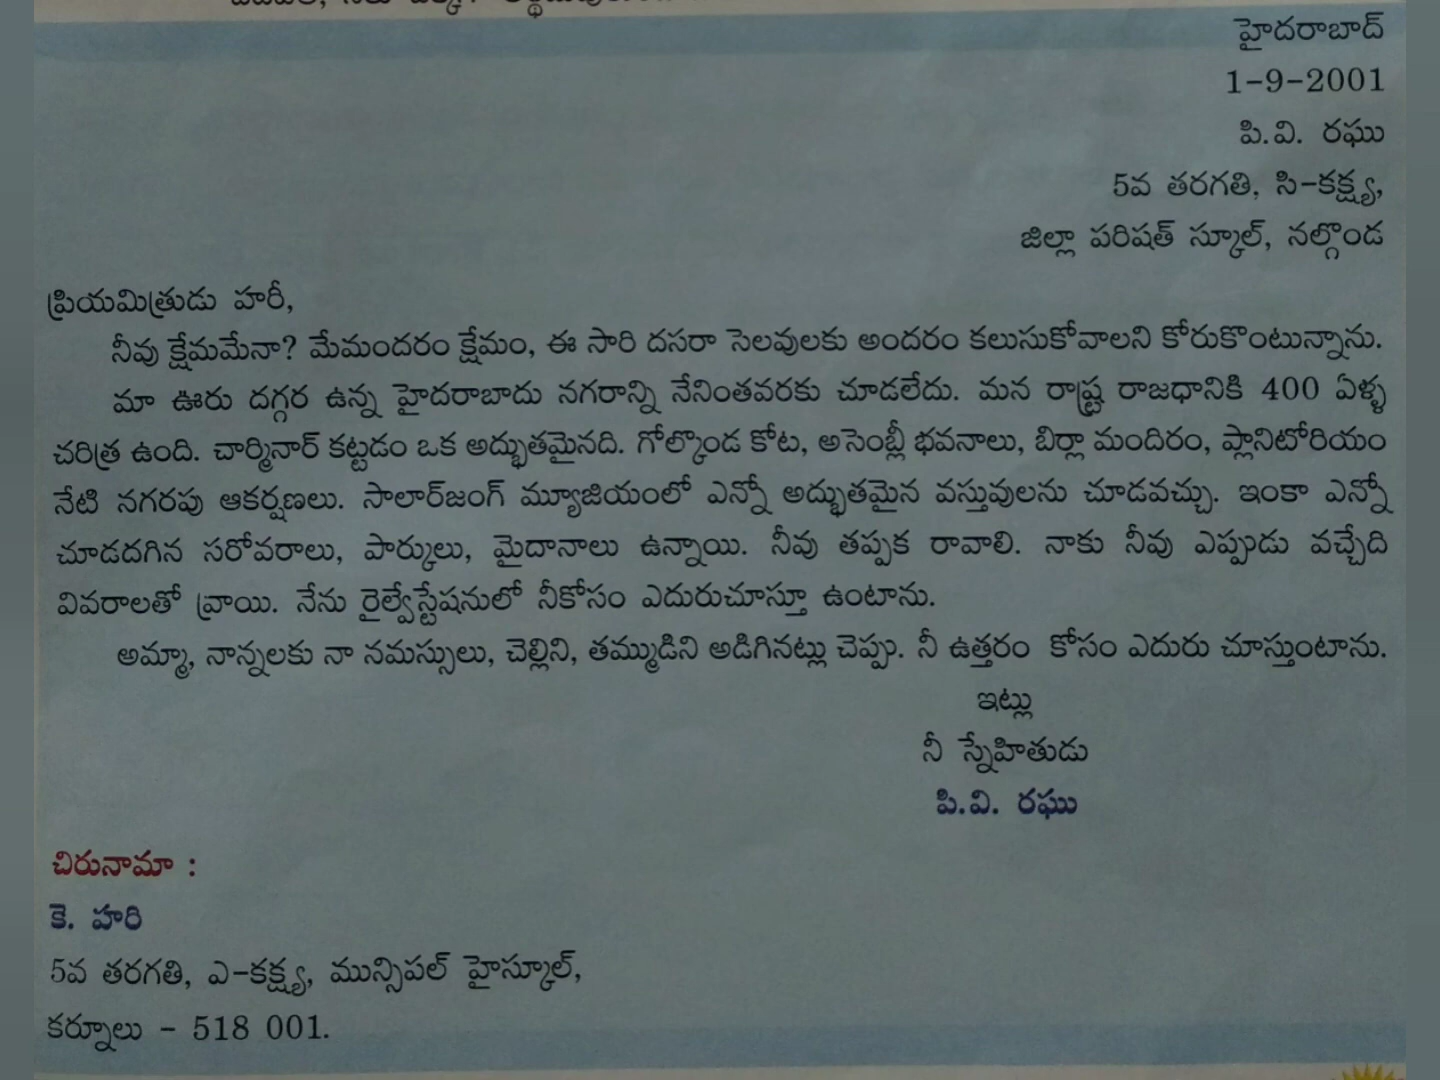 హైదరాబాద్
1-9-2001
పి.వి. రఘు
5వ తరగతి, సి-కక్ష్య,
జిల్లా పరిషత్ స్కూల్, నల్గొండ
ప్రియమిత్రుడు హరీ,
నీవు క్షేమమేనా? మేమందరం క్షేమం, ఈ సారి దసరా సెలవులకు అందరం కలుసుకోవాలని కోరుకొంటున్నాను.
మా ఊరు దగ్గర ఉన్న హైదరాబాదు నగరాన్ని నేనింతవరకు చూడలేదు. మన రాష్ట్ర రాజధానికి 400 ఏళ్ళ
చరిత్ర ఉంది. చార్మినార్ కట్టడం ఒక అద్భుతమైనది. గోల్కొండ కోట, అసెంబ్లీ భవనాలు, బిర్లా మందిరం, ప్లానిటోరియం
నేటి నగరపు ఆకర్షణలు. సాలార్‌జంగ్ మ్యూజియంలో ఎన్నో అద్భుతమైన వస్తువులను చూడవచ్చు. ఇంకా ఎన్నో
చూడదగిన సరోవరాలు, పార్కులు, మైదానాలు ఉన్నాయి. నీవు తప్పక రావాలి. నాకు నీవు ఎప్పుడు వచ్చేది
వివరాలతో వ్రాయి. నేను రైల్వేస్టేషనులో నీకోసం ఎదురుచూస్తూ ఉంటాను.
అమ్మా, నాన్నలకు నా నమస్సులు, చెల్లిని, తమ్ముడిని అడిగినట్లు చెప్పు. నీ ఉత్తరం కోసం ఎదురు చూస్తుంటాను.
ఇట్లు
నీ స్నేహితుడు
పి.వి. రఘు
చిరునామా :
కె. హరి
5వ తరగతి, ఎ-కక్ష్య, మున్సిపల్ హైస్కూల్,
కర్నూలు - 518 001.